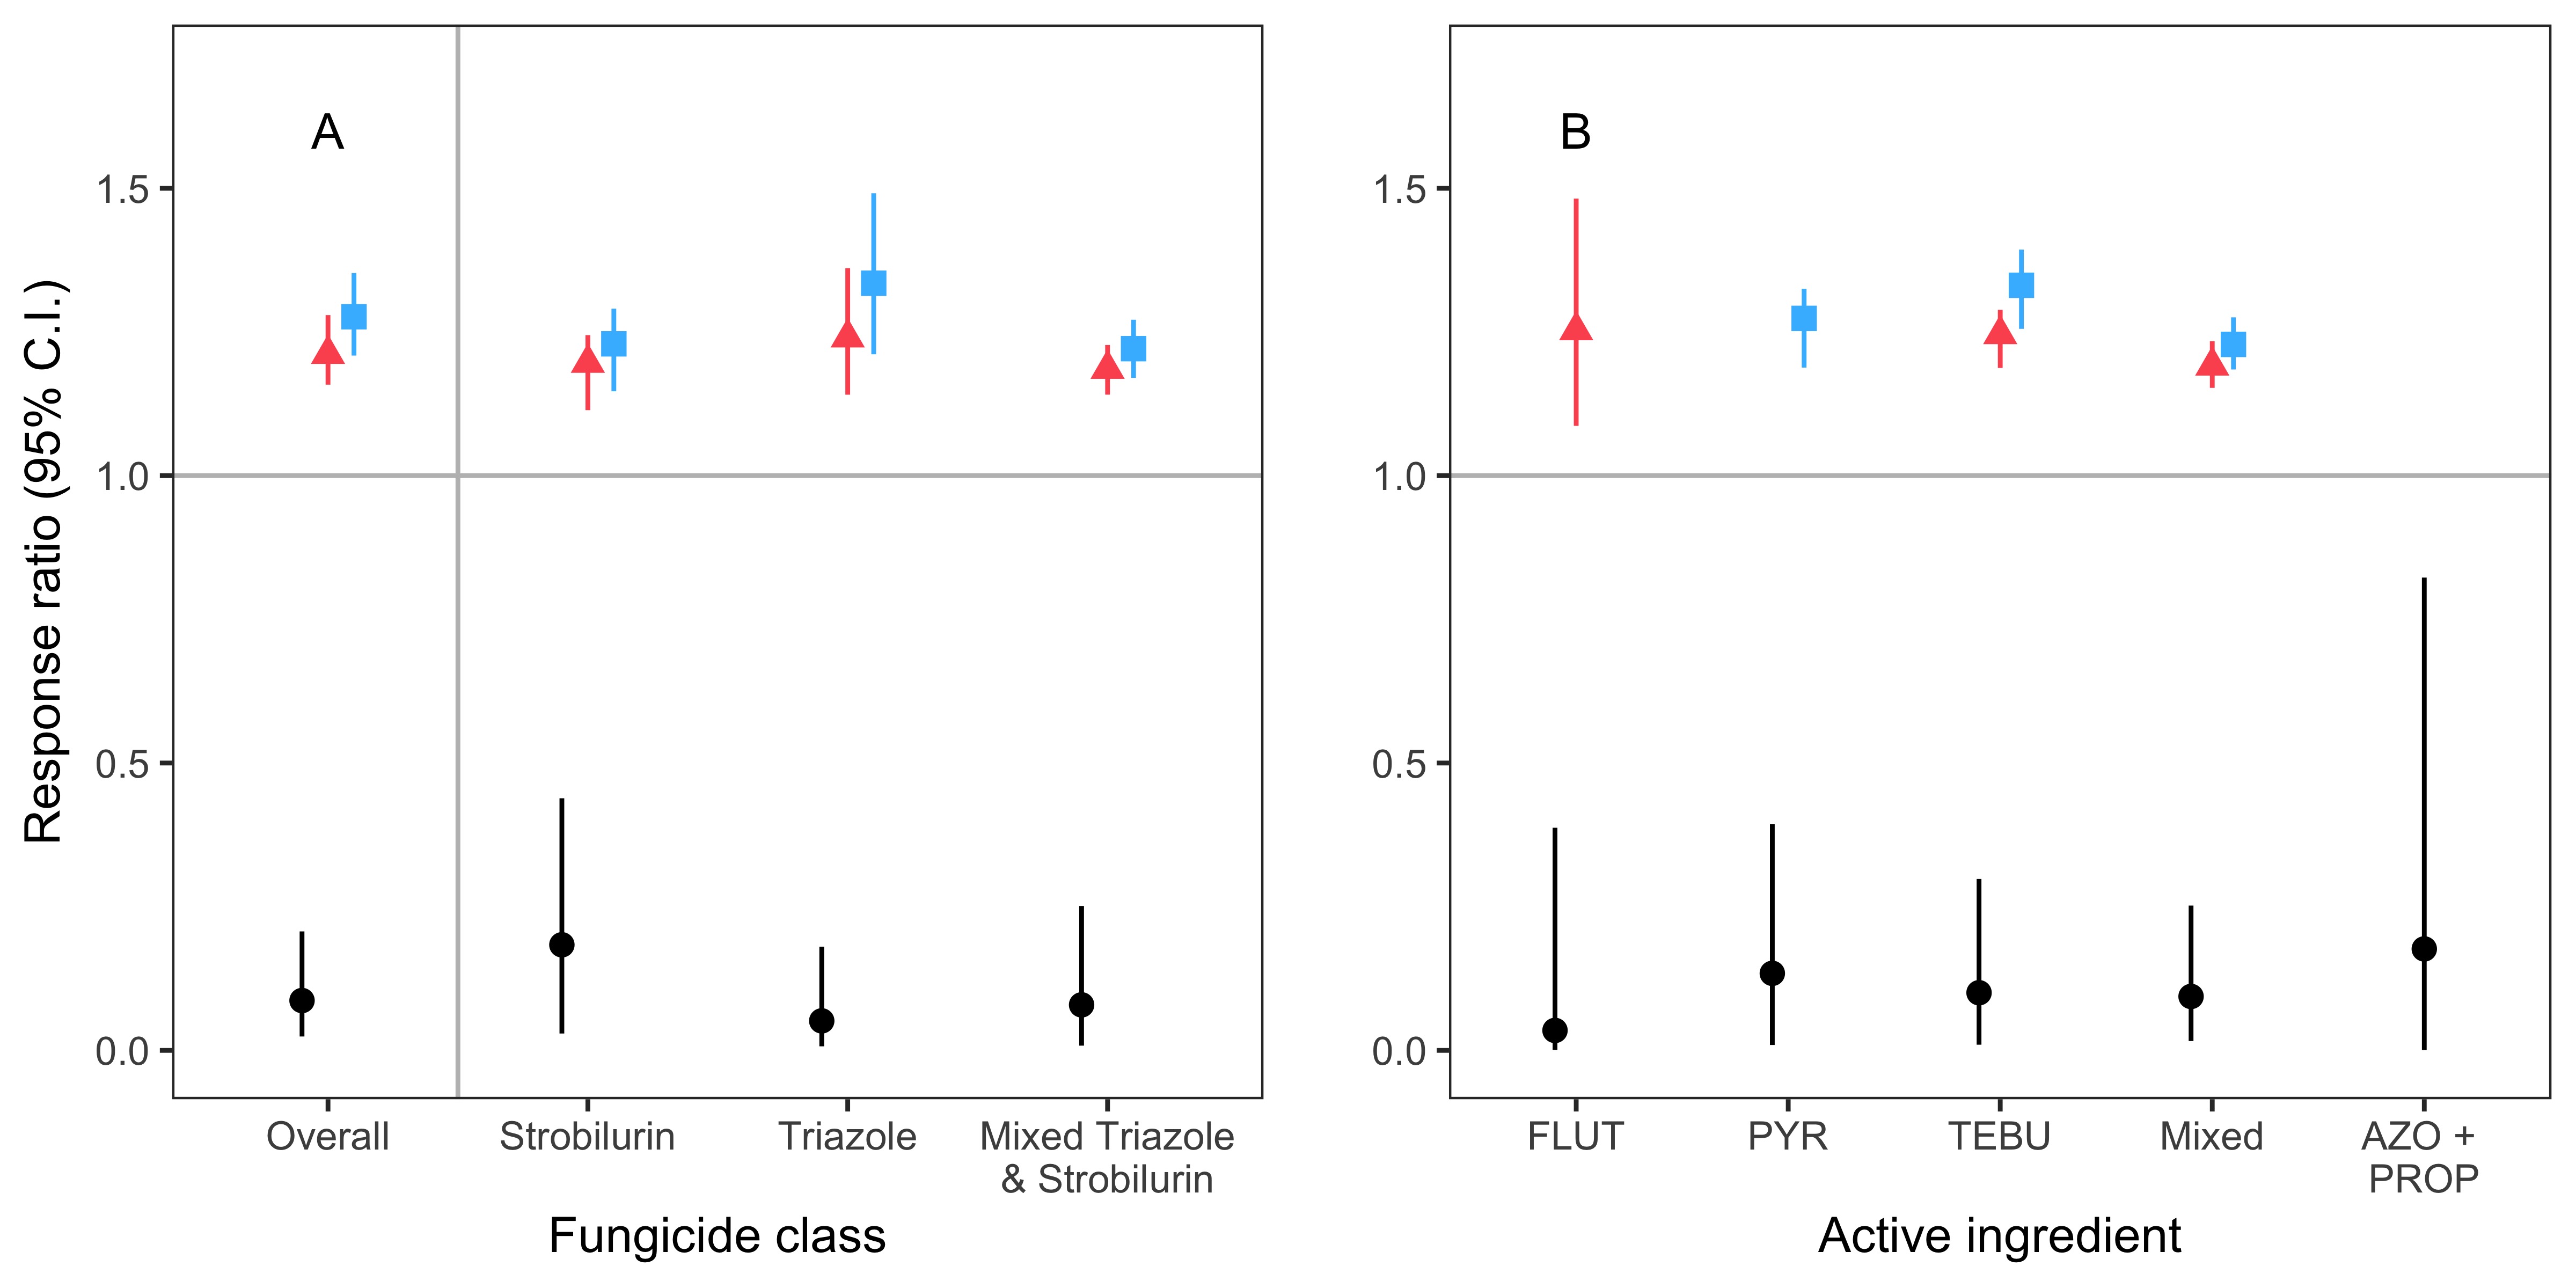 A
B
Response ratio (95% C.I.)
1.5
1.0
0.5
0.0
1.5
1.0
0.5
0.0
Overall
Strobilurin
Triazole
Mixed Triazole
& Strobilurin
FLUT
PYR
TEBU
Mixed
AZO +
PROP
Fungicide class
Active ingredient